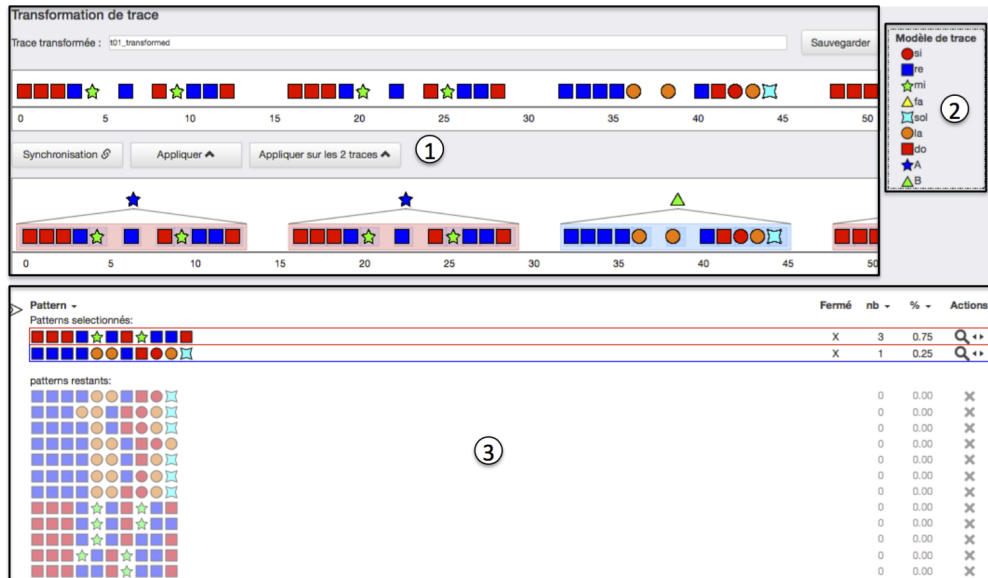 Transformation de trace
Trace transformée : t01_transformed Sauvegarder
0 5 10 15 20 25 30 35 40 45 50
Synchronisation Appliquer Appliquer sur les 2 traces 1
0 5 10 15 20 25 30 35 40 45 50
Modèle de trace
si
re
mi
fa
sol
la
do
A
B
2
Pattern Fermé nb % Actions
Patterns selectionnés:
X 3 0.75
X 1 0.25
patterns restants:
0 0.00
0 0.00
0 0.00
0 0.00
0 0.00
0 0.00
0 0.00
0 0.00
0 0.00
0 0.00
0 0.00
0 0.00
3